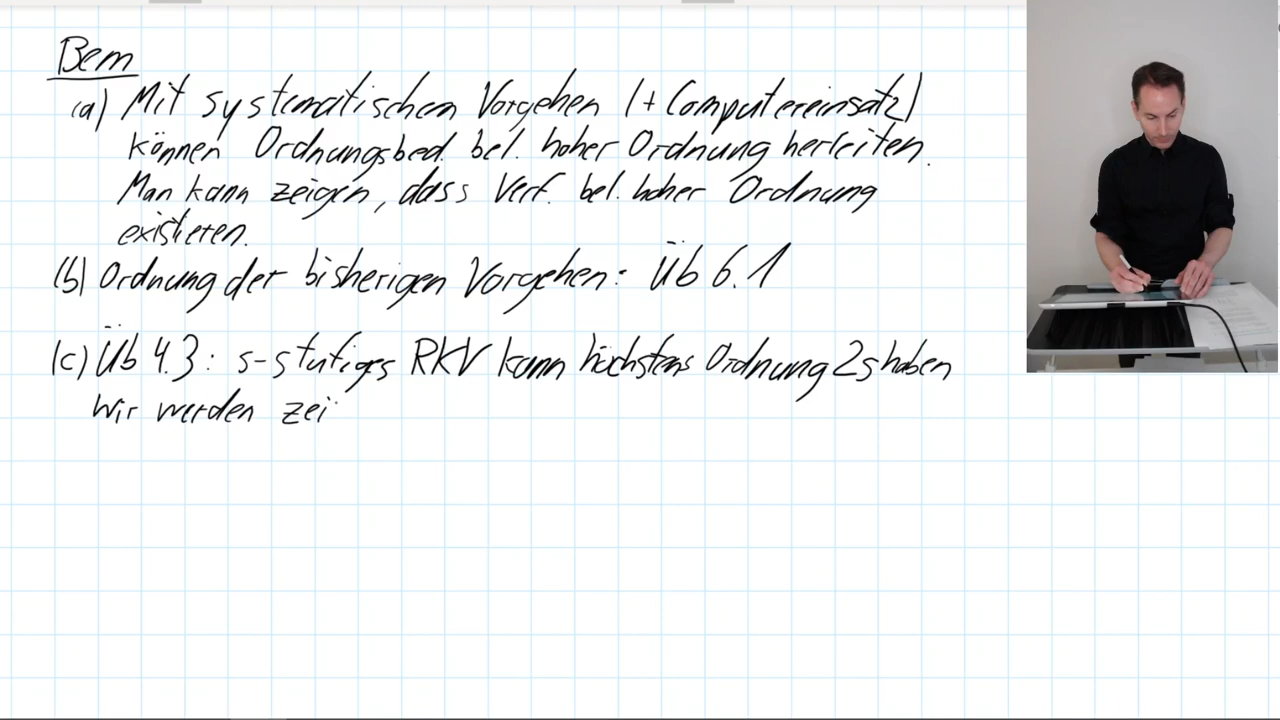 Bem
(a) Mit systematischem Vorgehen (+ Computereinsatz)
können Ordnungsbed. bel. hoher Ordnung herleiten.
Man kann zeigen, dass Verf. bel. hoher Ordnung
existieren.
(b) Ordnung der bisherigen Vorgehen: Üb 6.1
(c) Üb 4.3: s-stufiges RKV kann höchstens Ordnung 2s haben
Wir werden zei